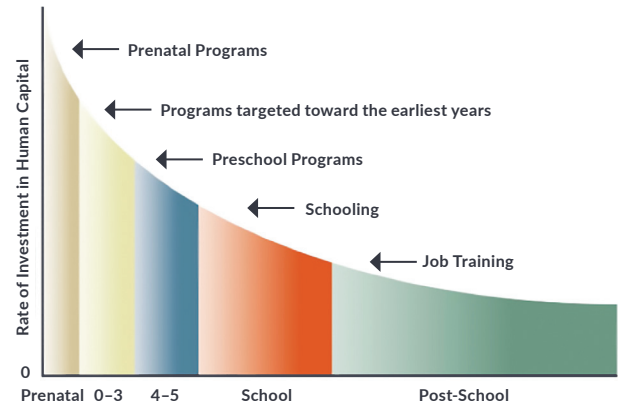 Prenatal Programs
Programs targeted toward the earliest years
Preschool Programs
Schooling
Job Training
Rate of Investment in Human Capital
0
Prenatal 0–3 4–5 School Post-School